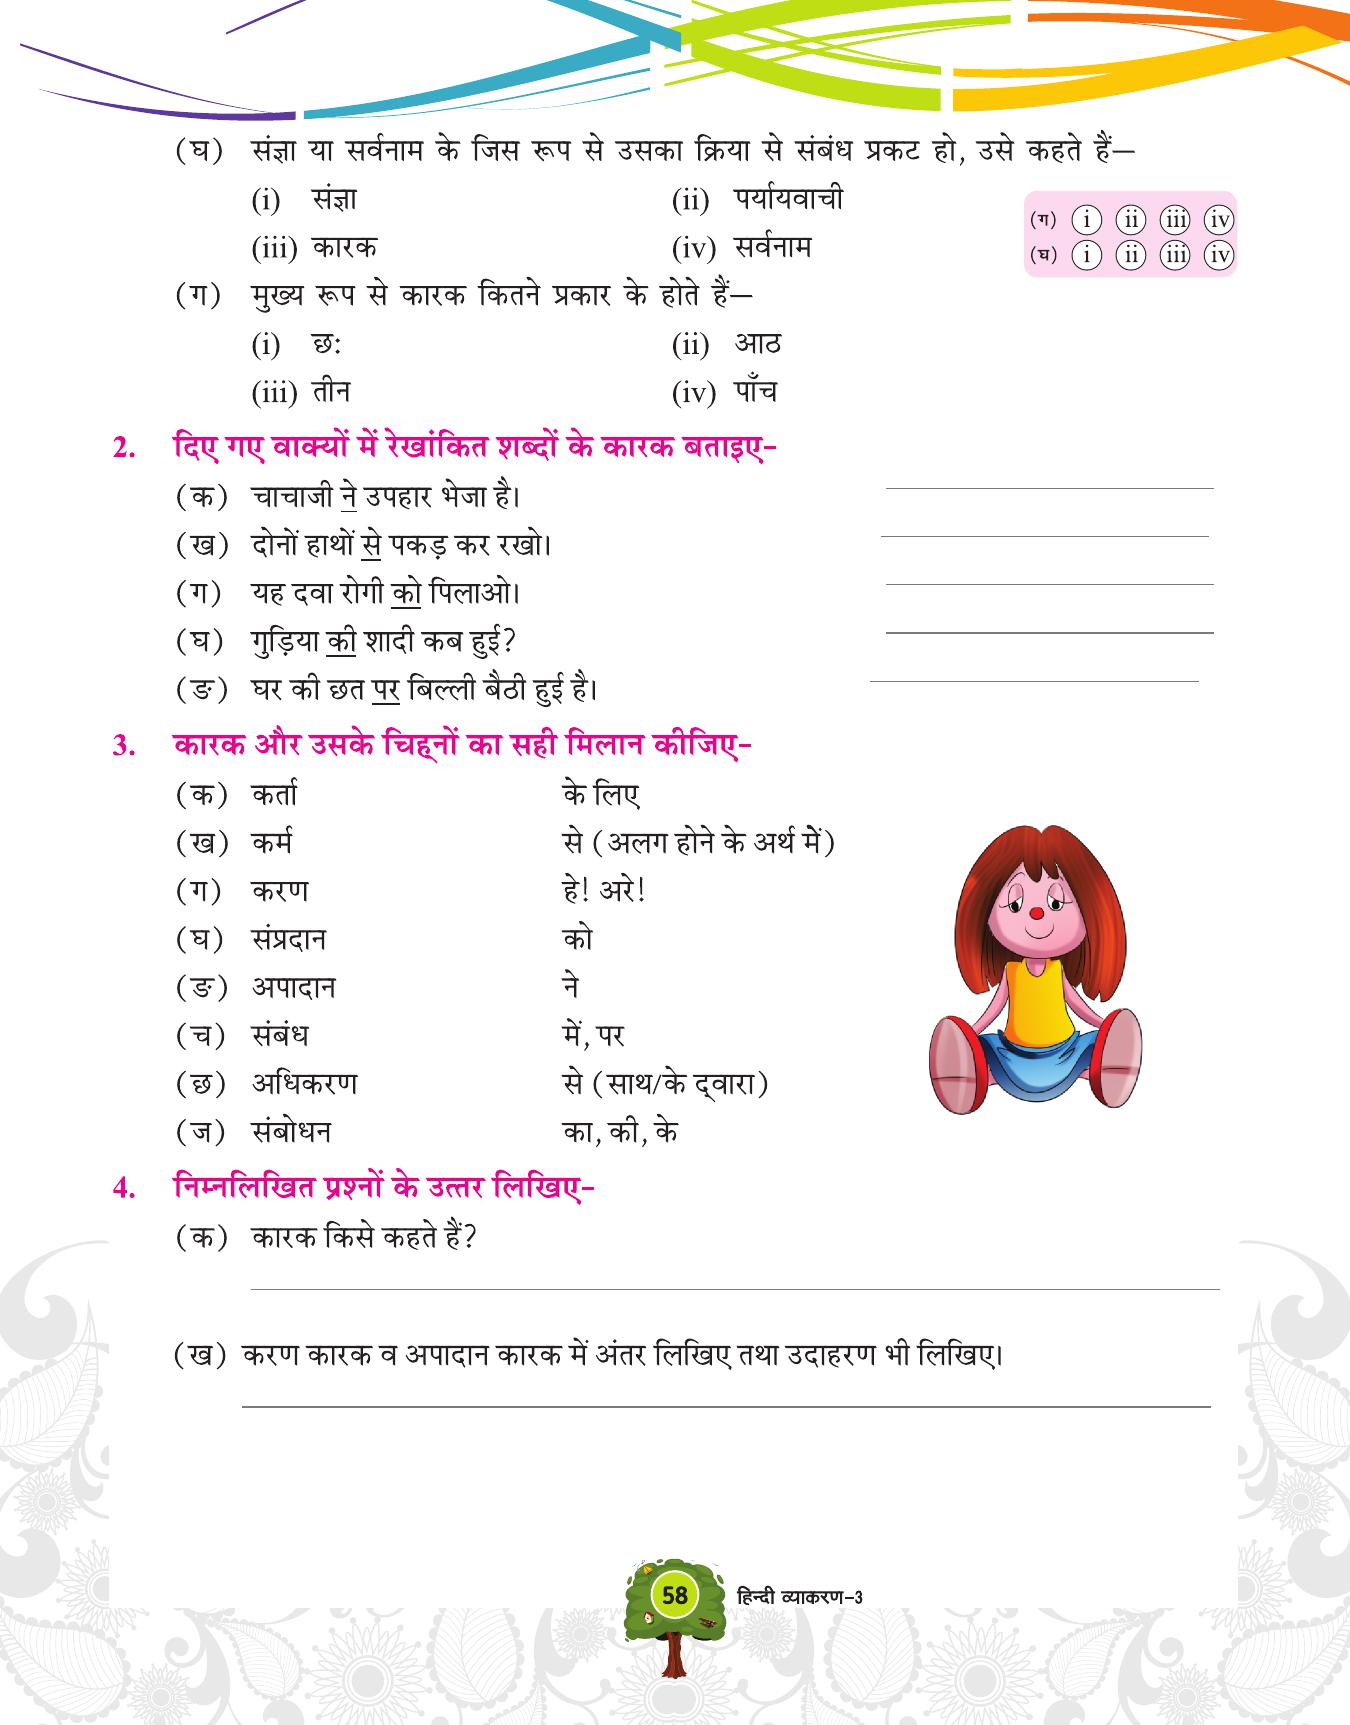 (घ) संज्ञा या सर्वनाम के जिस रूप से उसका क्रिया से संबंध प्रकट हो, उसे कहते हैं—
(i) संज्ञा (ii) पर्यायवाची
(iii) कारक (iv) सर्वनाम
(ग) i ii iii iv
(घ) i ii iii iv
(ग) मुख्य रूप से कारक कितने प्रकार के होते हैं—
(i) छः (ii) आठ
(iii) तीन (iv) पाँच
2. दिए गए वाक्यों में रेखांकित शब्दों के कारक बताइए-
(क) चाचाजी ने उपहार भेजा है।
(ख) दोनों हाथों से पकड़ कर रखो।
(ग) यह दवा रोगी को पिलाओ।
(घ) गुड़िया की शादी कब हुई?
(ङ) घर की छत पर बिल्ली बैठी हुई है।
3. कारक और उसके चिह्नों का सही मिलान कीजिए-
(क) कर्ता के लिए
(ख) कर्म से (अलग होने के अर्थ में)
(ग) करण हे! अरे!
(घ) संप्रदान को
(ङ) अपादान ने
(च) संबंध में, पर
(छ) अधिकरण से (साथ/के द्वारा)
(ज) संबोधन का, की, के
4. निम्नलिखित प्रश्नों के उत्तर लिखिए-
(क) कारक किसे कहते हैं?
(ख) करण कारक व अपादान कारक में अंतर लिखिए तथा उदाहरण भी लिखिए।
58 हिन्दी व्याकरण-3